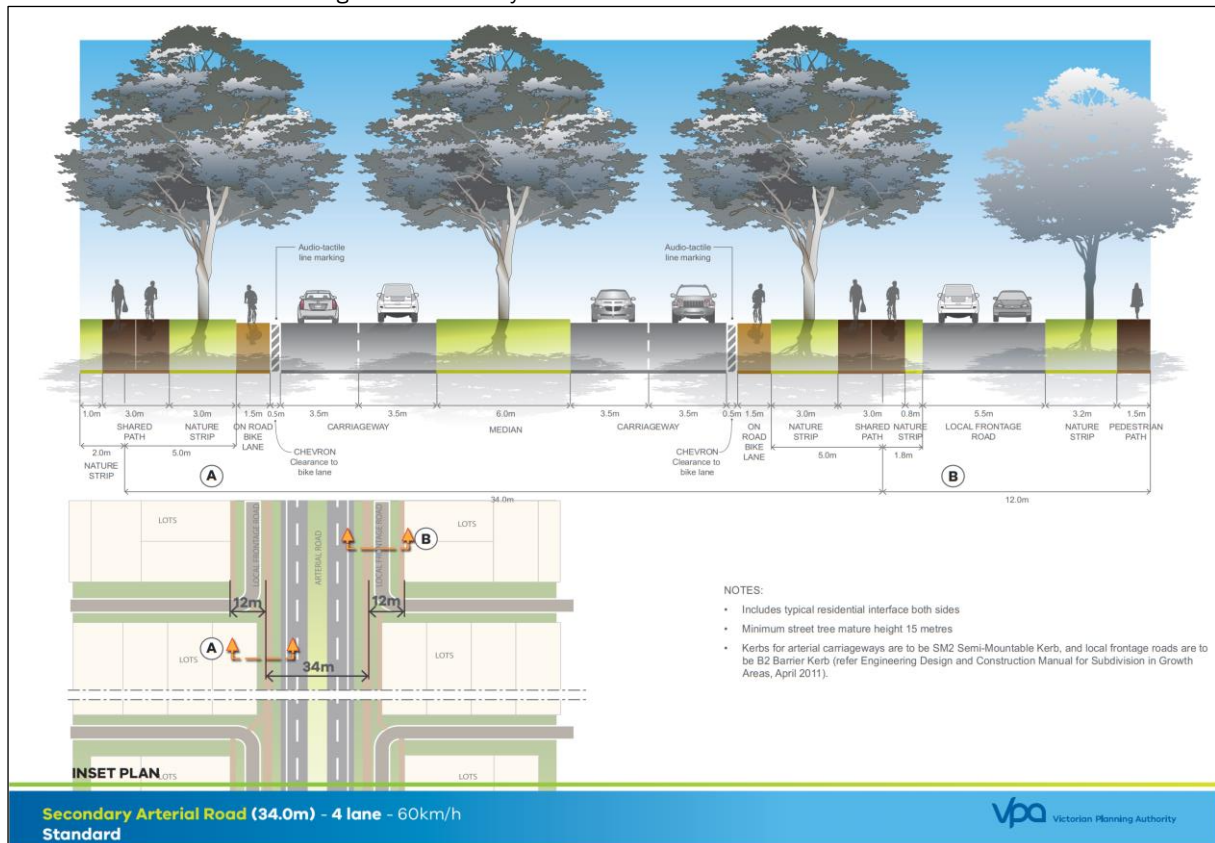 Audio-tactile
line marking
Audio-tactile
line marking
1.0m 3.0m 3.0m 1.5m 0.5m 3.5m 3.5m 6.0m 3.5m 3.5m 0.5m 1.5m 3.0m 3.0m 0.8m 5.5m 3.2m 1.5m
SHARED
PATH
NATURE
STRIP
ON ROAD
BIKE
LANE
CARRIAGEWAY
MEDIAN
CARRIAGEWAY
ON
ROAD
BIKE
LANE
NATURE
STRIP
SHARED
PATH
NATURE
STRIP
LOCAL FRONTAGE
ROAD
NATURE
STRIP
PEDESTRIAN
PATH
2.0m
NATURE
STRIP
5.0m
CHEVRON
Clearance to
bike lane
CHEVRON
Clearance to
bike lane
5.0m
1.8m
A
B
34.0m
12.0m
LOTS
LOCAL FRONTAGE ROAD
ARTERIAL ROAD
LOCAL FRONTAGE ROAD
B
LOTS
12m
12m
LOTS
A
34m
LOTS
INSET PLAN
LOTS
LOTS
NOTES:
• Includes typical residential interface both sides
• Minimum street tree mature height 15 metres
• Kerbs for arterial carriageways are to be SM2 Semi-Mountable Kerb, and local frontage roads are to
be B2 Barrier Kerb (refer Engineering Design and Construction Manual for Subdivision in Growth
Areas, April 2011).
Secondary Arterial Road (34.0m) - 4 lane - 60km/h
Standard
vpa Victorian Planning Authority